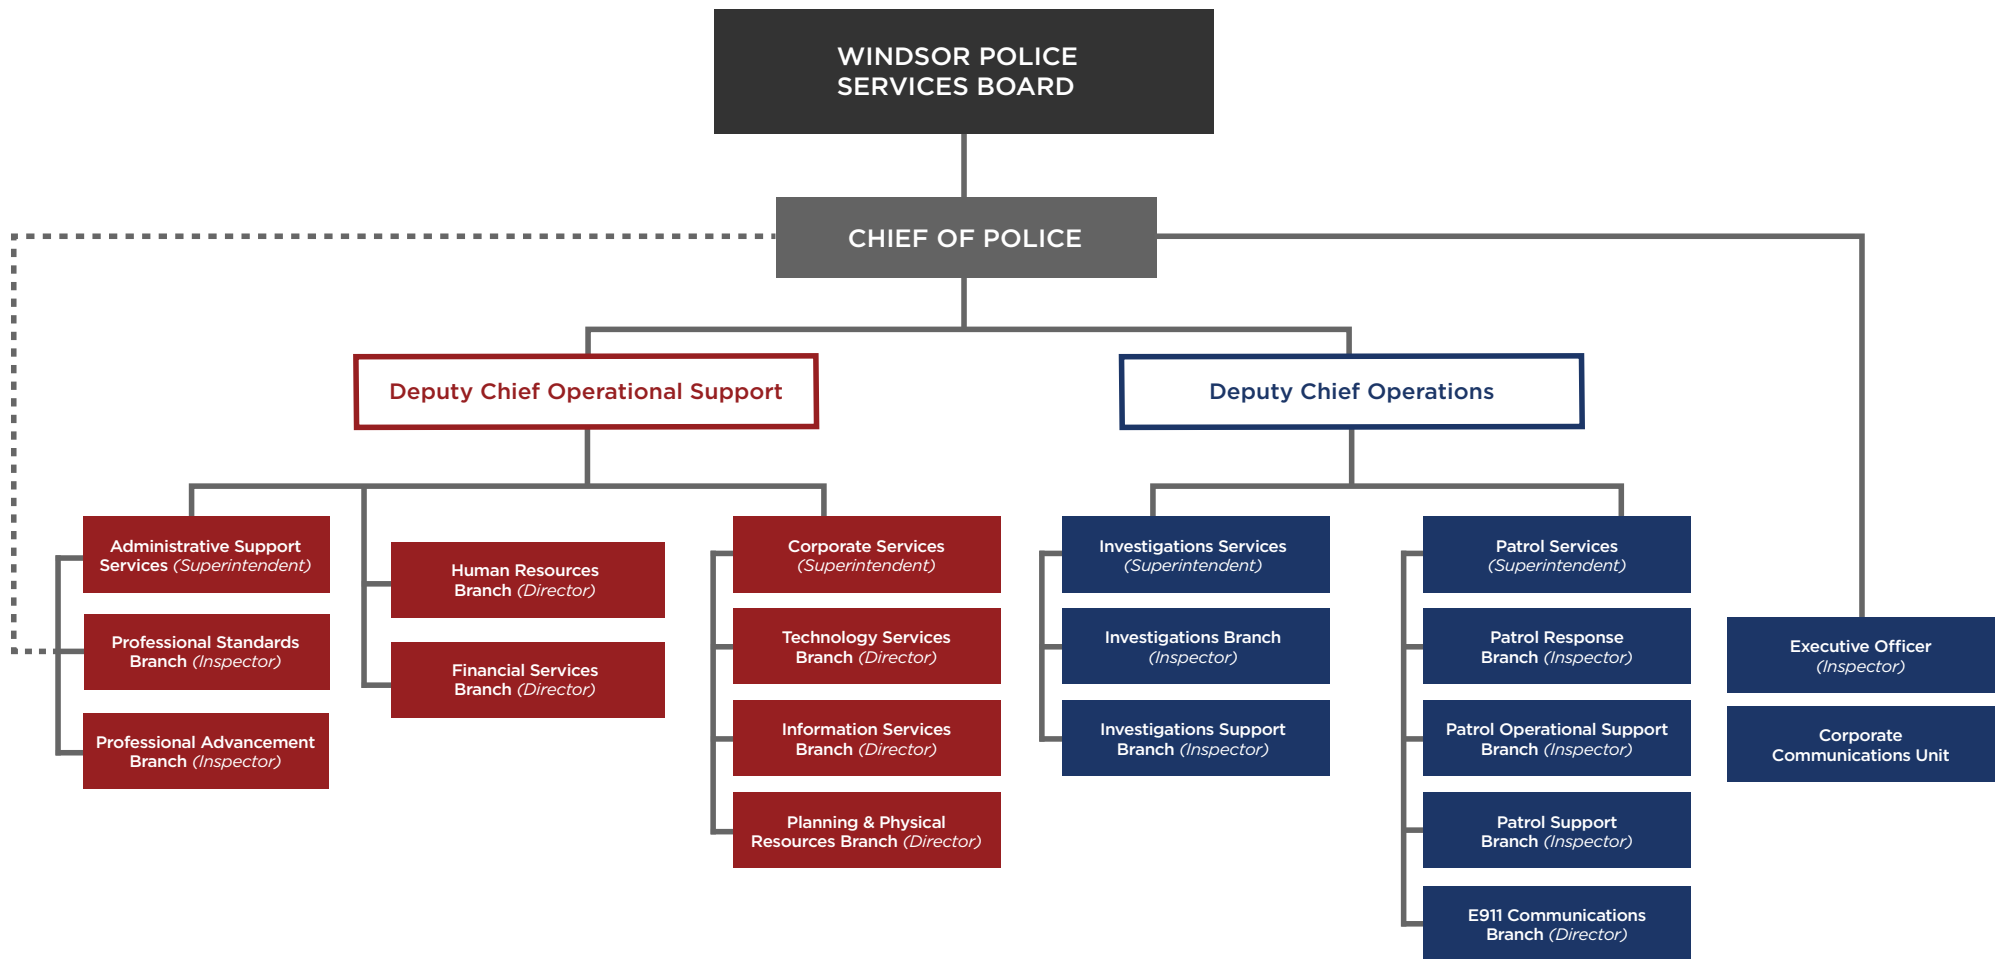 WINDSOR POLICE
SERVICES BOARD
CHIEF OF POLICE
Deputy Chief Operational Support
Deputy Chief Operations
Administrative Support
Services (Superintendent)
Professional Standards
Branch (Inspector)
Professional Advancement
Branch (Inspector)
Human Resources
Branch (Director)
Financial Services
Branch (Director)
Corporate Services
(Superintendent)
Technology Services
Branch (Director)
Information Services
Branch (Director)
Planning & Physical
Resources Branch (Director)
Investigations Services
(Superintendent)
Investigations Branch
(Inspector)
Investigations Support
Branch (Inspector)
Patrol Services
(Superintendent)
Patrol Response
Branch (Inspector)
Patrol Operational Support
Branch (Inspector)
Patrol Support
Branch (Inspector)
E911 Communications
Branch (Director)
Executive Officer
(Inspector)
Corporate
Communications Unit